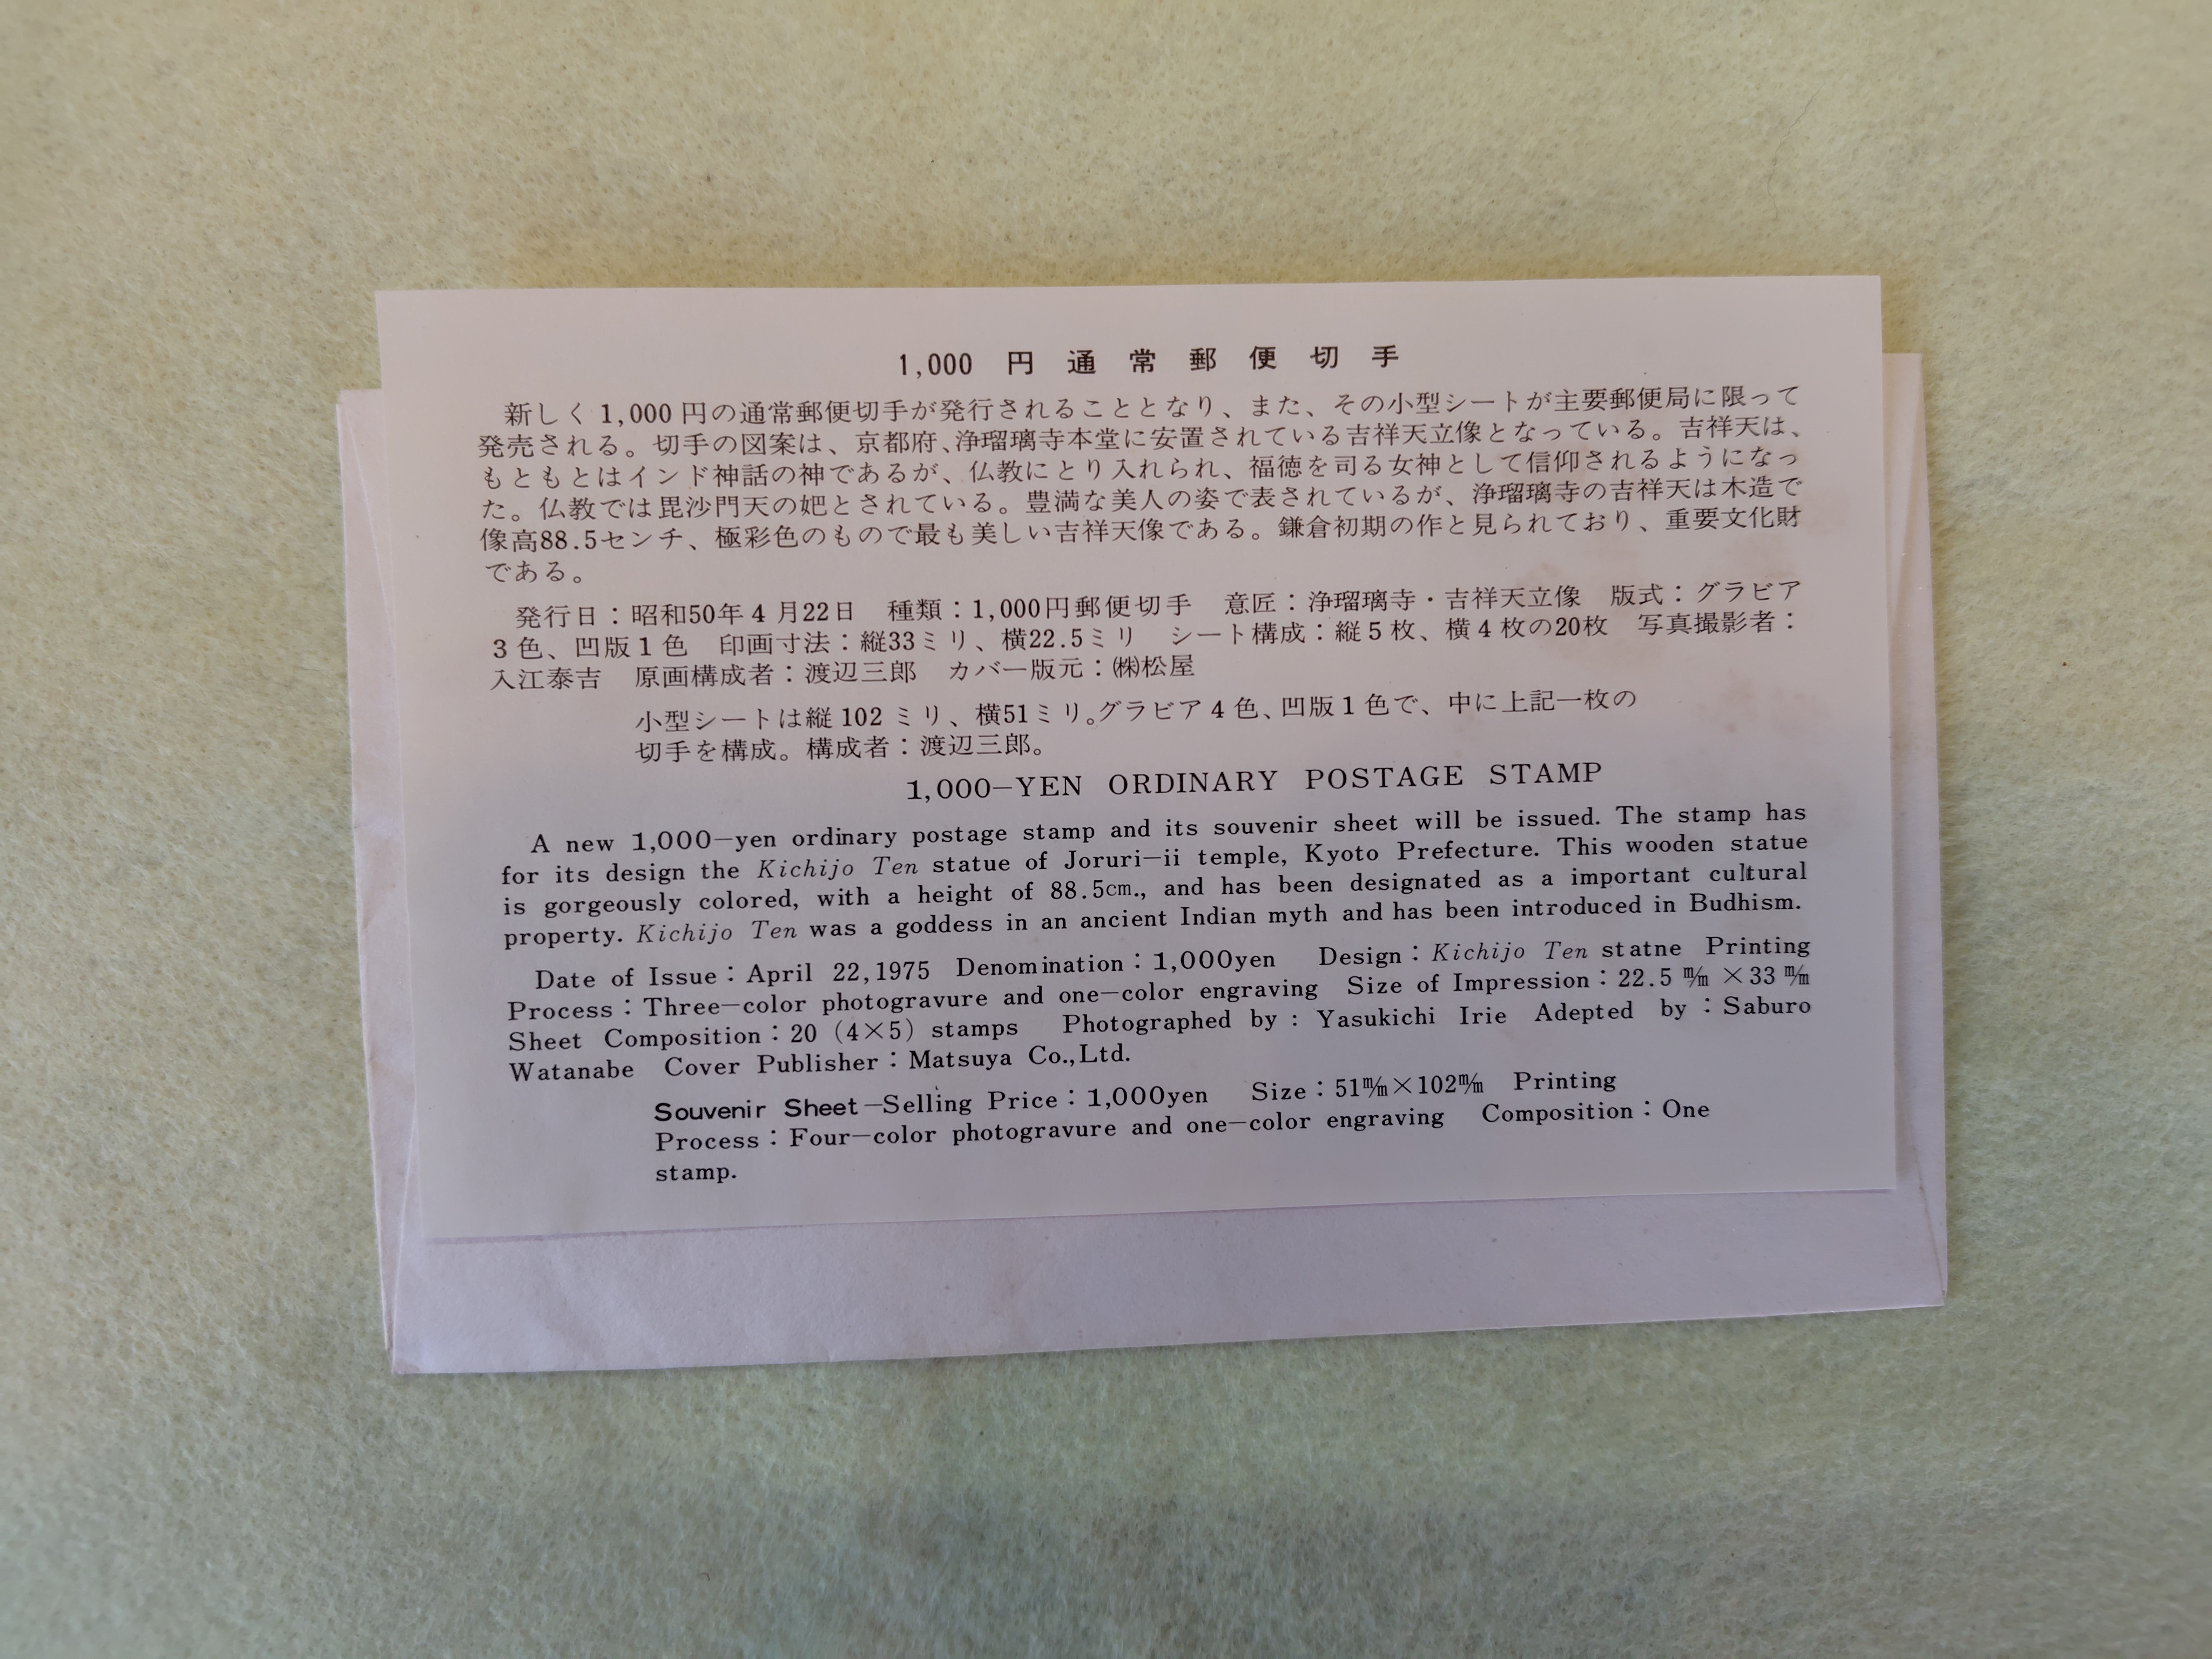 1,000 円 通 常 郵 便 切 手
新しく 1,000 円の通常郵便切手が発行されることとなり、また、その小型シートが主要郵便局に限って
発売される。切手の図案は、京都府、浄瑠璃寺本堂に安置されている吉祥天立像となっている。吉祥天は、
もともとはインド神話の神であるが、仏教にとり入れられ、福徳を司る女神として信仰されるようになっ
た。仏教では毘沙門天の妃とされている。豊満な美人の姿で表されているが、浄瑠璃寺の吉祥天は木造で
像高88.5センチ、極彩色のもので最も美しい吉祥天像である。鎌倉初期の作と見られており、重要文化財
である。
発行日：昭和50年4月22日 種類：1,000円郵便切手 意匠：浄瑠璃寺・吉祥天立像 版式：グラビア
3色、凹版1色 印画寸法：縦33ミリ、横22.5ミリ シート構成：縦5枚、横4枚の20枚 写真撮影者：
入江泰吉 原画構成者：渡辺三郎 カバー版元：㈱松屋
小型シートは縦 102 ミリ、横51ミリ。グラビア4色、凹版1色で、中に上記一枚の
切手を構成。構成者：渡辺三郎。
1,000-YEN ORDINARY POSTAGE STAMP
A new 1,000-yen ordinary postage stamp and its souvenir sheet will be issued. The stamp has
for its design the Kichijo Ten statue of Joruri-ii temple, Kyoto Prefecture. This wooden statue
is gorgeously colored, with a height of 88.5cm., and has been designated as a important cultural
property. Kichijo Ten was a goddess in an ancient Indian myth and has been introduced in Budhism.
Date of Issue：April 22,1975 Denomination：1,000yen Design：Kichijo Ten statne Printing
Process：Three-color photogravure and one-color engraving Size of Impression：22.5 m/m ×33 m/m
Sheet Composition：20 (4×5) stamps Photographed by：Yasukichi Irie Adepted by：Saburo
Watanabe Cover Publisher：Matsuya Co.,Ltd.
Souvenir Sheet-Selling Price：1,000yen Size：51m/m×102m/m Printing
Process：Four-color photogravure and one-color engraving Composition：One
stamp.